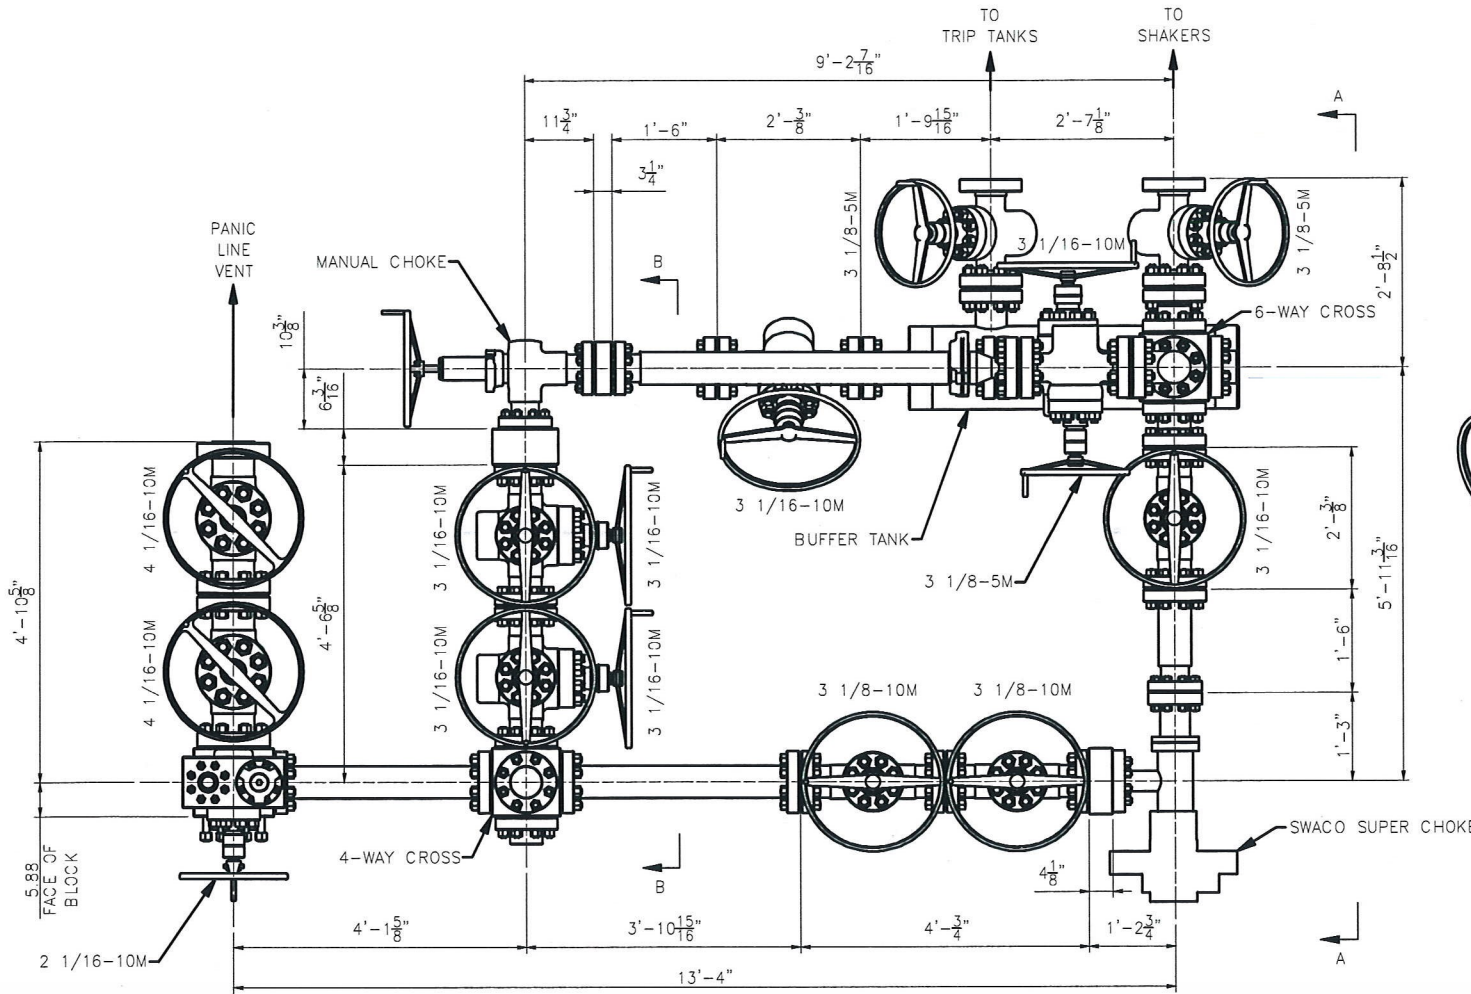 TO
TRIP TANKS
TO
SHAKERS
9'-2 7/16"
A
11 3/4"
1'-6"
2'-3/8"
1'-9 15/16"
2'-7 1/8"
3 1/4"
PANIC
LINE
VENT
MANUAL CHOKE
B
3 1/8-5M
3 1/16-10M
3 1/8-5M
2'-8 1/2"
10 3/8"
6 3/16"
6-WAY CROSS
4 1/16-10M
3 1/16-10M
3 1/16-10M
3 1/16-10M
BUFFER TANK
3 1/8-5M
3 1/16-10M
2'-3/8"
5'-11 3/16"
4'-10 5/8"
4'-6 5/8"
4 1/16-10M
3 1/16-10M
3 1/16-10M
1'-6"
3 1/8-10M
3 1/8-10M
1'-3"
SWACO SUPER CHOKE
4-WAY CROSS
5.88
FACE OF
BLOCK
B
4 1/8"
4'-1 5/8"
3'-10 15/16"
4'-3/4"
1'-2 3/4"
A
2 1/16-10M
13'-4"